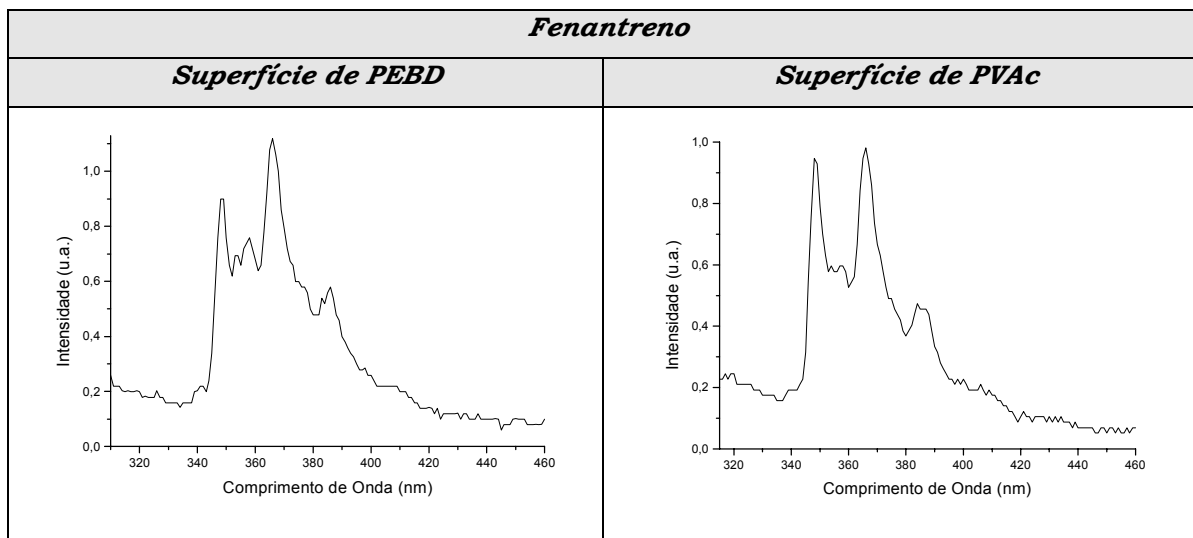 Fenantreno
Superfície de PEBD
Superfície de PVAc
1,0
0,8
0,6
0,4
0,2
0,0
Intensidade (u.a.)
320 340 360 380 400 420 440 460
Comprimento de Onda (nm)
1,0
0,8
0,6
0,4
0,2
0,0
Intensidade (u.a.)
320 340 360 380 400 420 440 460
Comprimento de Onda (nm)